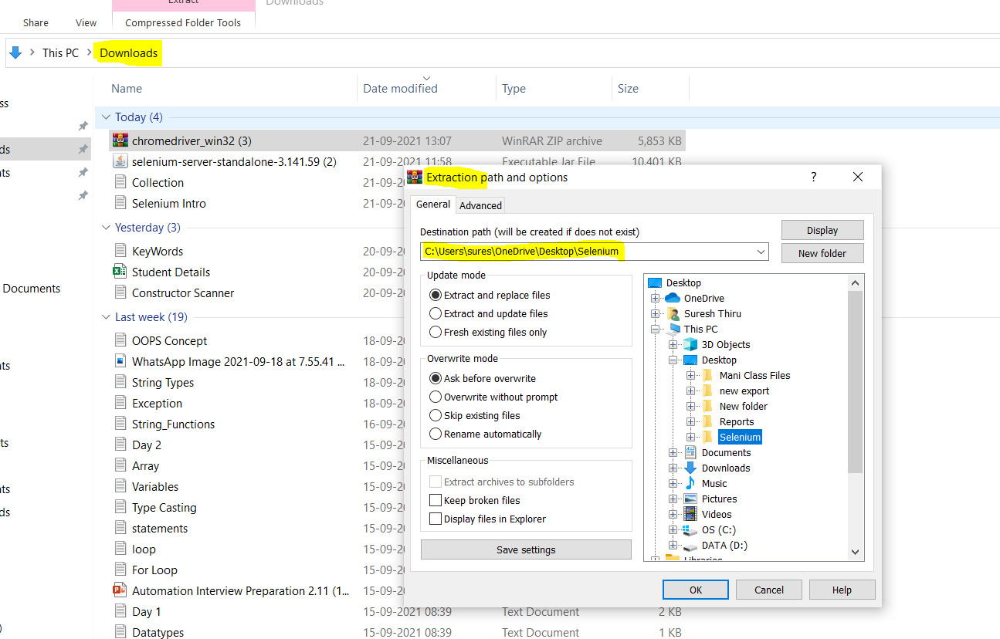 Extract
Downloads
Share
View
Compressed Folder Tools
This PC
Downloads
Name
Date modified
Type
Size
ss
Today (4)
ds
chromedriver_win32 (3)
21-09-2021 13:07
WinRAR ZIP archive
5,853 KB
selenium-server-standalone-3.141.59 (2)
21-09-2021 11:58
Executable Jar File
10,401 KB
nts
Collection
21-09-20
Selenium Intro
21-09-20
Yesterday (3)
KeyWords
20-09-20
Student Details
20-09-20
Documents
Constructor Scanner
20-09-20
Last week (19)
OOPS Concept
18-09-20
nts
WhatsApp Image 2021-09-18 at 7.55.41 ...
18-09-20
String Types
18-09-20
Exception
18-09-20
String_Functions
16-09-20
ts
Day 2
15-09-20
Array
15-09-20
nts
Variables
15-09-20
ds
Type Casting
15-09-20
statements
15-09-20
loop
15-09-20
For Loop
15-09-20
Automation Interview Preparation 2.11 (1...
15-09-20
Day 1
15-09-2021 08:39
Text Document
2 KB
)
Datatypes
15-09-2021 08:39
Text Document
1 KB
Extraction path and options
?
General
Advanced
Destination path (will be created if does not exist)
Display
C:\Users\sures\OneDrive\Desktop\Selenium
New folder
Update mode
Extract and replace files
Extract and update files
Fresh existing files only
Overwrite mode
Ask before overwrite
Overwrite without prompt
Skip existing files
Rename automatically
Miscellaneous
Extract archives to subfolders
Keep broken files
Display files in Explorer
Save settings
Desktop
OneDrive
Suresh Thiru
This PC
3D Objects
Desktop
Mani Class Files
new export
New folder
Reports
Selenium
Documents
Downloads
Music
Pictures
Videos
OS (C:)
DATA (D:)
Libraries
OK
Cancel
Help